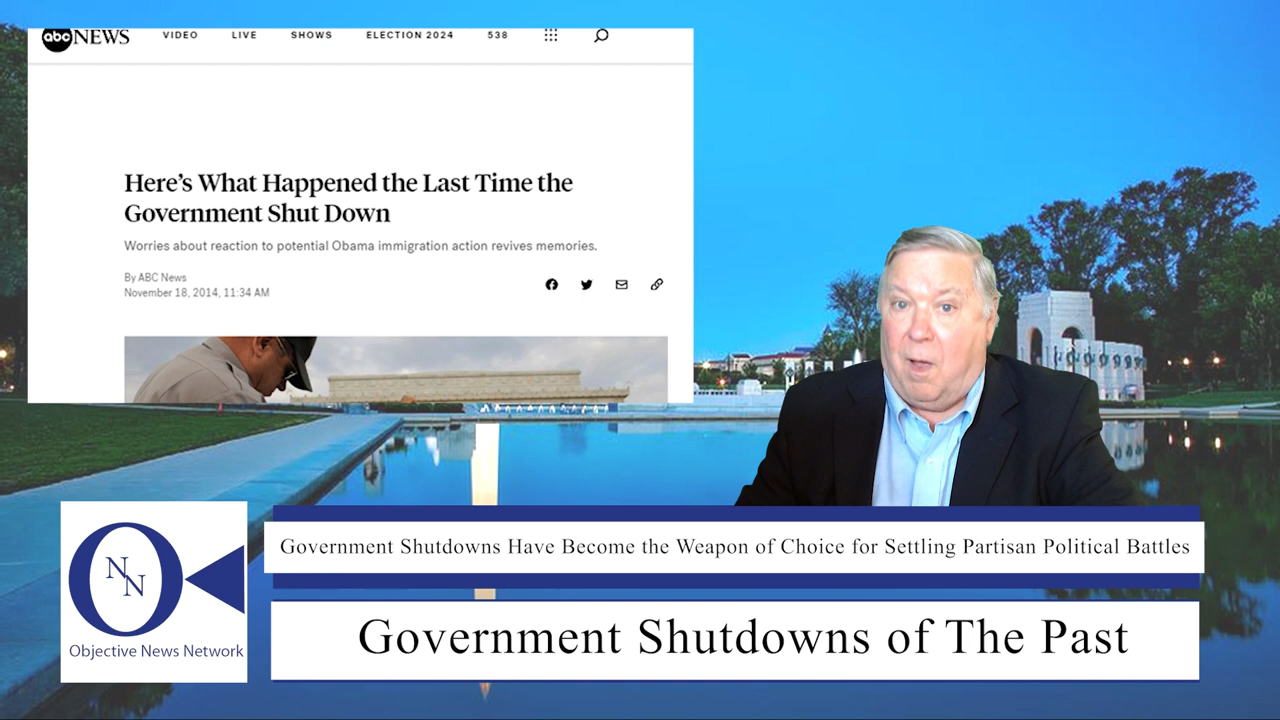 abc NEWS VIDEO LIVE SHOWS ELECTION 2024 538
Here's What Happened the Last Time the
Government Shut Down
Worries about reaction to potential Obama immigration action revives memories.
By ABC News
November 18, 2014, 11:34 AM
Government Shutdowns Have Become the Weapon of Choice for Settling Partisan Political Battles
Government Shutdowns of The Past
O
N
N
Objective News Network